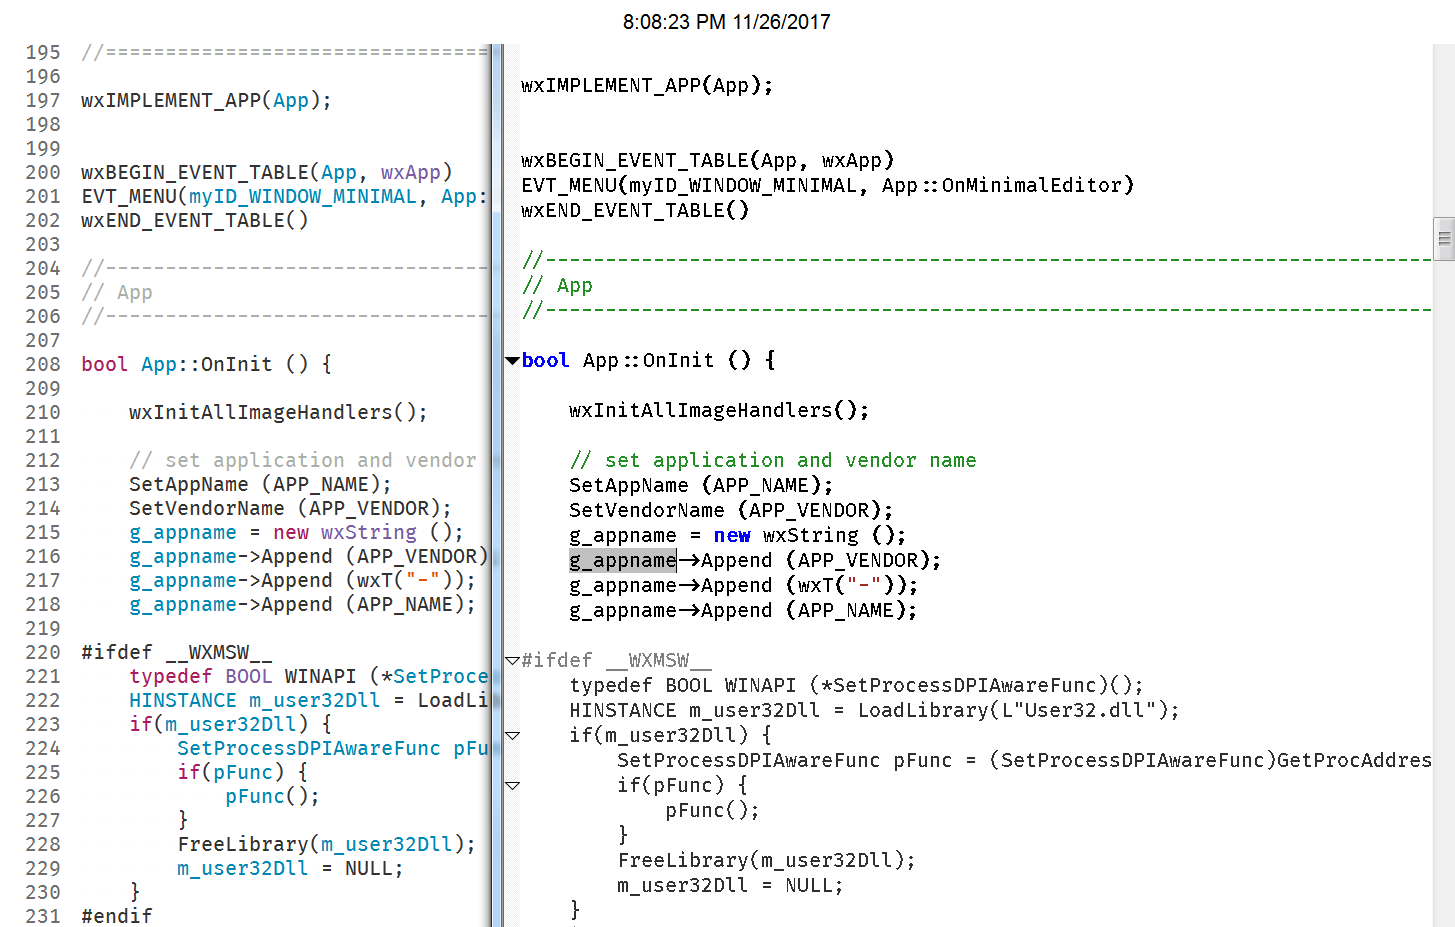 8:08:23 PM 11/26/2017
195 //================================
196
197 wxIMPLEMENT_APP(App);
198
199
200 wxBEGIN_EVENT_TABLE(App, wxApp)
201 EVT_MENU(myID_WINDOW_MINIMAL, App:
202 wxEND_EVENT_TABLE()
203
204 //--------------------------------
205 // App
206 //--------------------------------
207
208 bool App::OnInit () {
209
210     wxInitAllImageHandlers();
211
212     // set application and vendor
213     SetAppName (APP_NAME);
214     SetVendorName (APP_VENDOR);
215     g_appname = new wxString ();
216     g_appname->Append (APP_VENDOR)
217     g_appname->Append (wxT("-"));
218     g_appname->Append (APP_NAME);
219
220 #ifdef __WXMSW__
221     typedef BOOL WINAPI (*SetProce
222     HINSTANCE m_user32Dll = LoadLi
223     if(m_user32Dll) {
224         SetProcessDPIAwareFunc pFu
225         if(pFunc) {
226             pFunc();
227         }
228         FreeLibrary(m_user32Dll);
229         m_user32Dll = NULL;
230     }
231 #endif
wxIMPLEMENT_APP(App);
wxBEGIN_EVENT_TABLE(App, wxApp)
EVT_MENU(myID_WINDOW_MINIMAL, App::OnMinimalEditor)
wxEND_EVENT_TABLE()
//--------------------------------------------------------------------------
// App
//--------------------------------------------------------------------------
bool App::OnInit () {
    wxInitAllImageHandlers();
    // set application and vendor name
    SetAppName (APP_NAME);
    SetVendorName (APP_VENDOR);
    g_appname = new wxString ();
    g_appname->Append (APP_VENDOR);
    g_appname->Append (wxT("-"));
    g_appname->Append (APP_NAME);
#ifdef __WXMSW__
    typedef BOOL WINAPI (*SetProcessDPIAwareFunc)();
    HINSTANCE m_user32Dll = LoadLibrary(L"User32.dll");
    if(m_user32Dll) {
        SetProcessDPIAwareFunc pFunc = (SetProcessDPIAwareFunc)GetProcAddres
        if(pFunc) {
            pFunc();
        }
        FreeLibrary(m_user32Dll);
        m_user32Dll = NULL;
    }